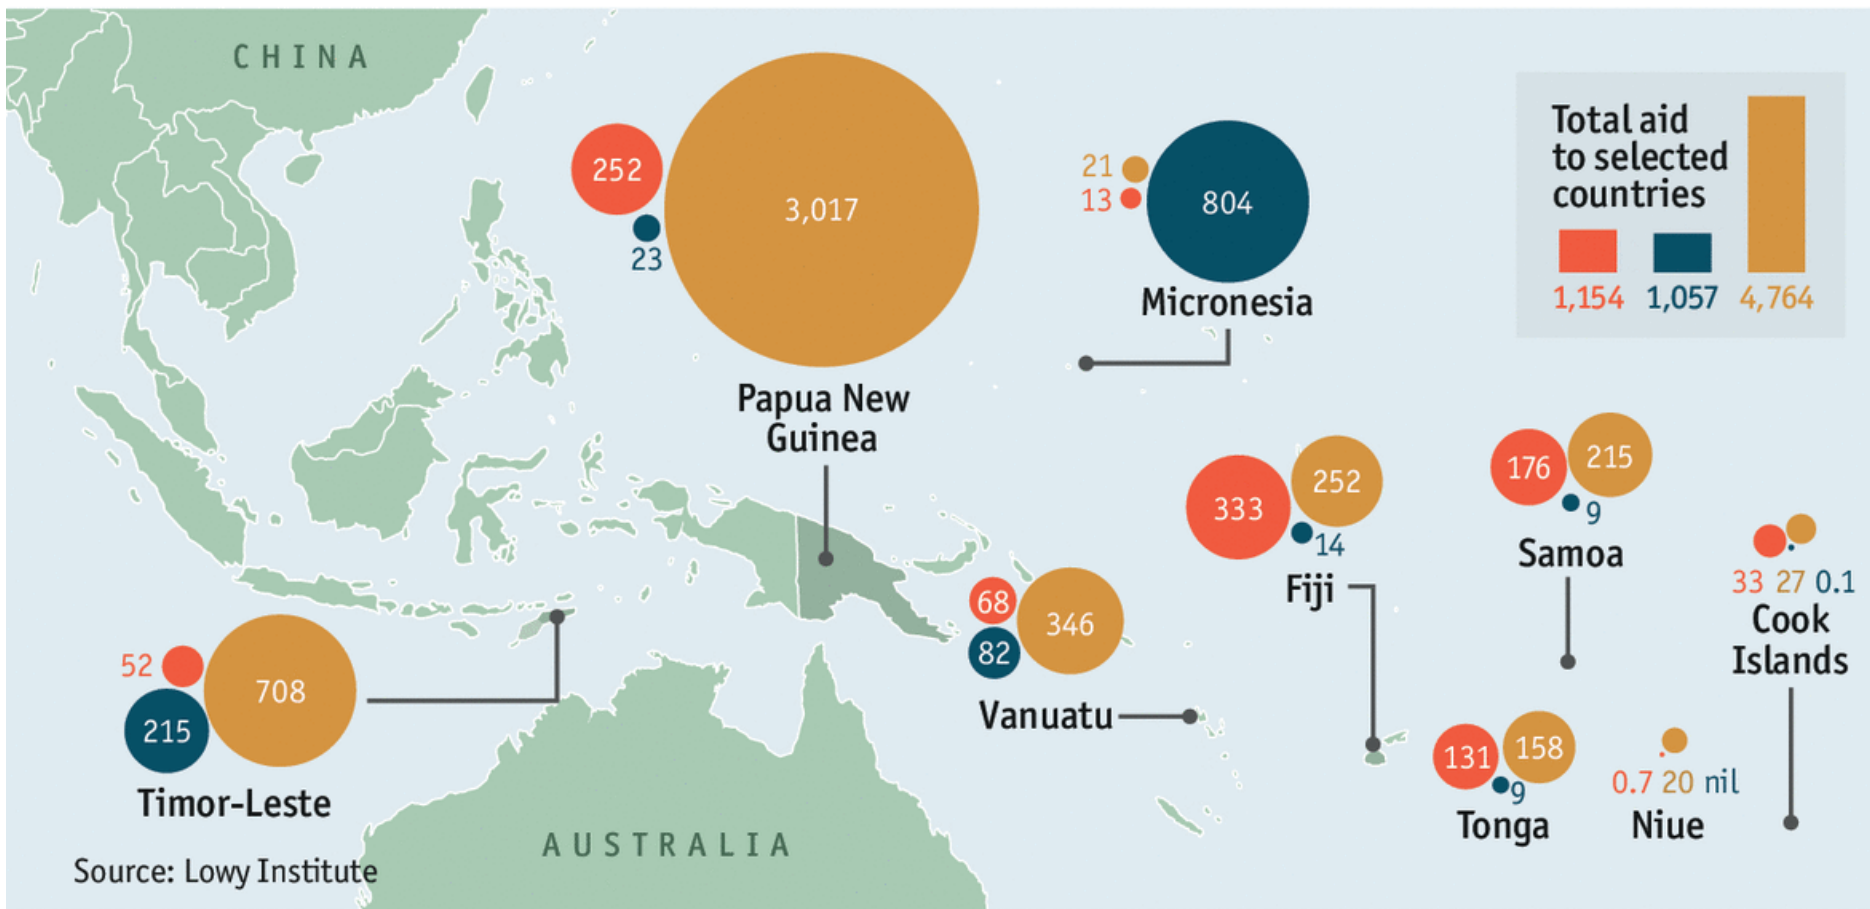 CHINA
252
3,017
23
Papua New
Guinea
21
13
804
Micronesia
Total aid
to selected
countries
1,154 1,057 4,764
333
252
14
Fiji
176
215
9
Samoa
33 27 0.1
Cook
Islands
68
346
82
Vanuatu
52
708
215
Timor-Leste
131
158
9
Tonga
0.7 20 nil
Niue
AUSTRALIA
Source: Lowy Institute